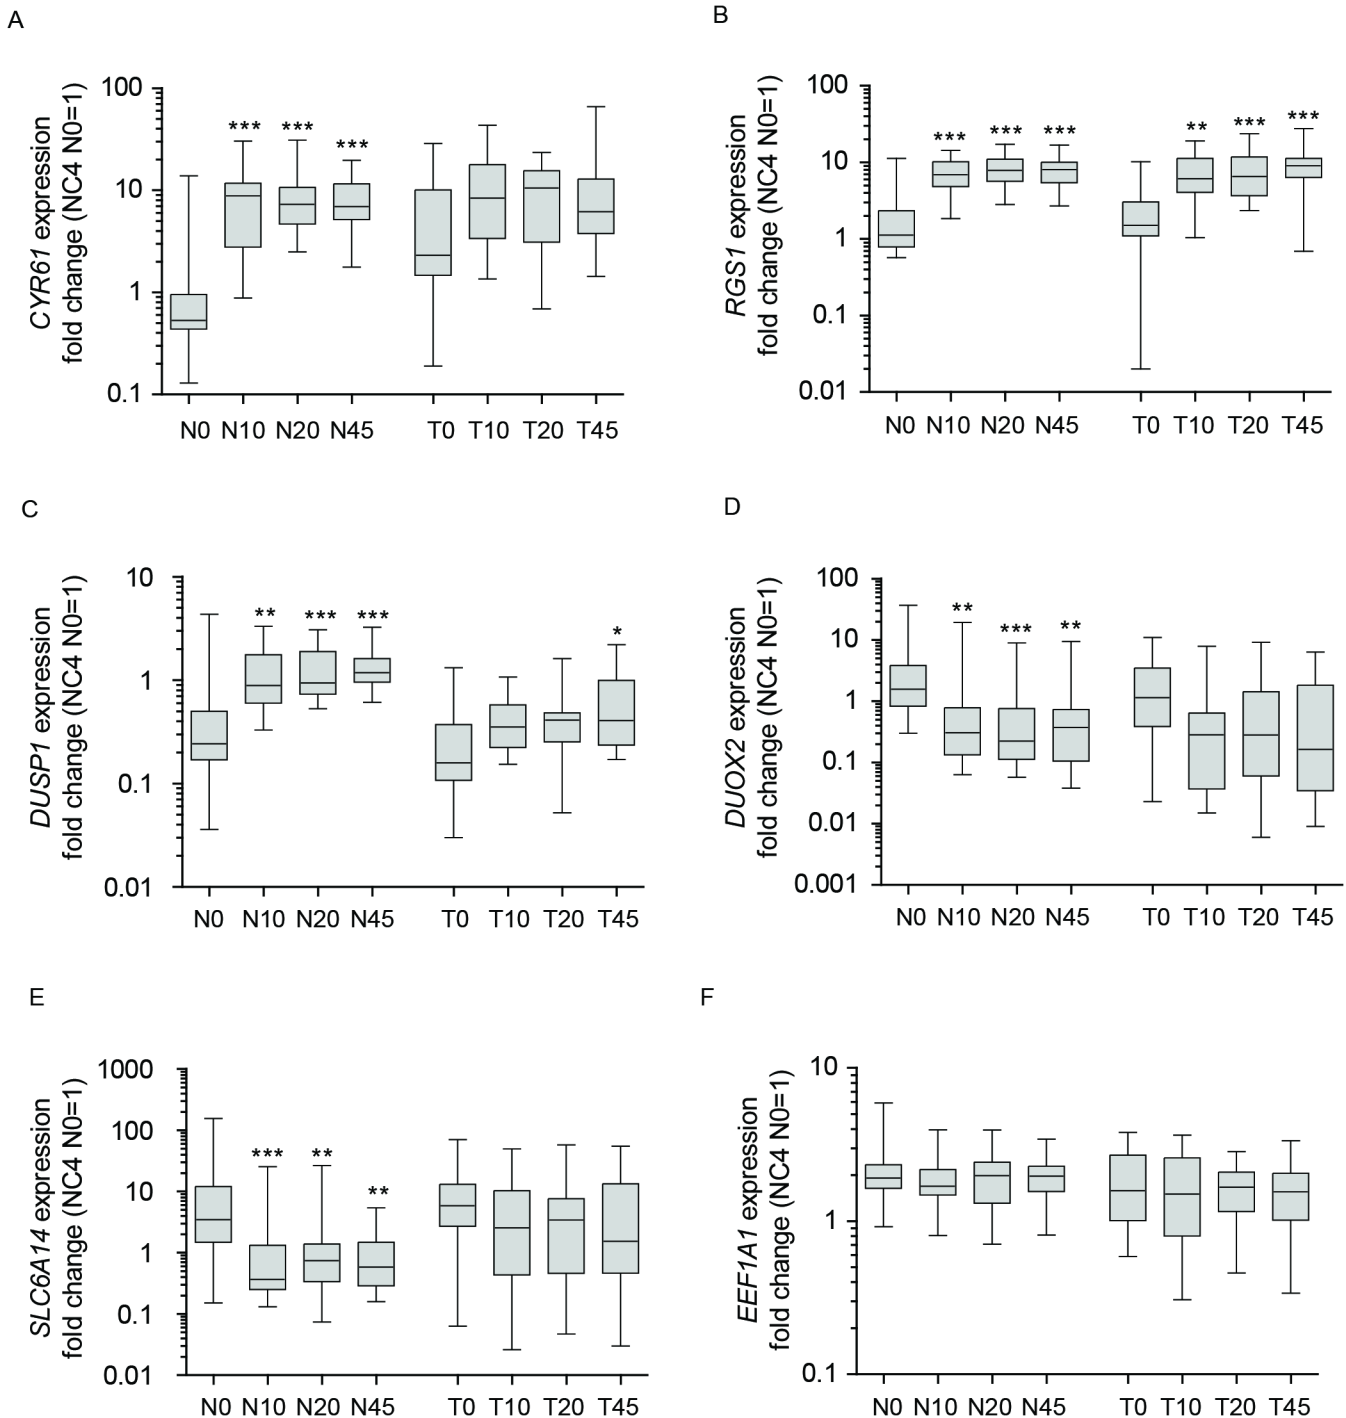 A
CYR61 expression
fold change (NC4 N0=1)
100
10
1
0.1
*** *** ***
N0 N10 N20 N45 T0 T10 T20 T45
B
RGS1 expression
fold change (NC4 N0=1)
100
10
1
0.1
0.01
*** *** *** ** *** ***
N0 N10 N20 N45 T0 T10 T20 T45
C
DUSP1 expression
fold change (NC4 N0=1)
10
1
0.1
0.01
** *** *** *
N0 N10 N20 N45 T0 T10 T20 T45
D
DUOX2 expression
fold change (NC4 N0=1)
100
10
1
0.1
0.01
0.001
** *** **
N0 N10 N20 N45 T0 T10 T20 T45
E
SLC6A14 expression
fold change (NC4 N0=1)
1000
100
10
1
0.1
0.01
*** ** **
N0 N10 N20 N45 T0 T10 T20 T45
F
EEF1A1 expression
fold change (NC4 N0=1)
10
1
0.1
N0 N10 N20 N45 T0 T10 T20 T45